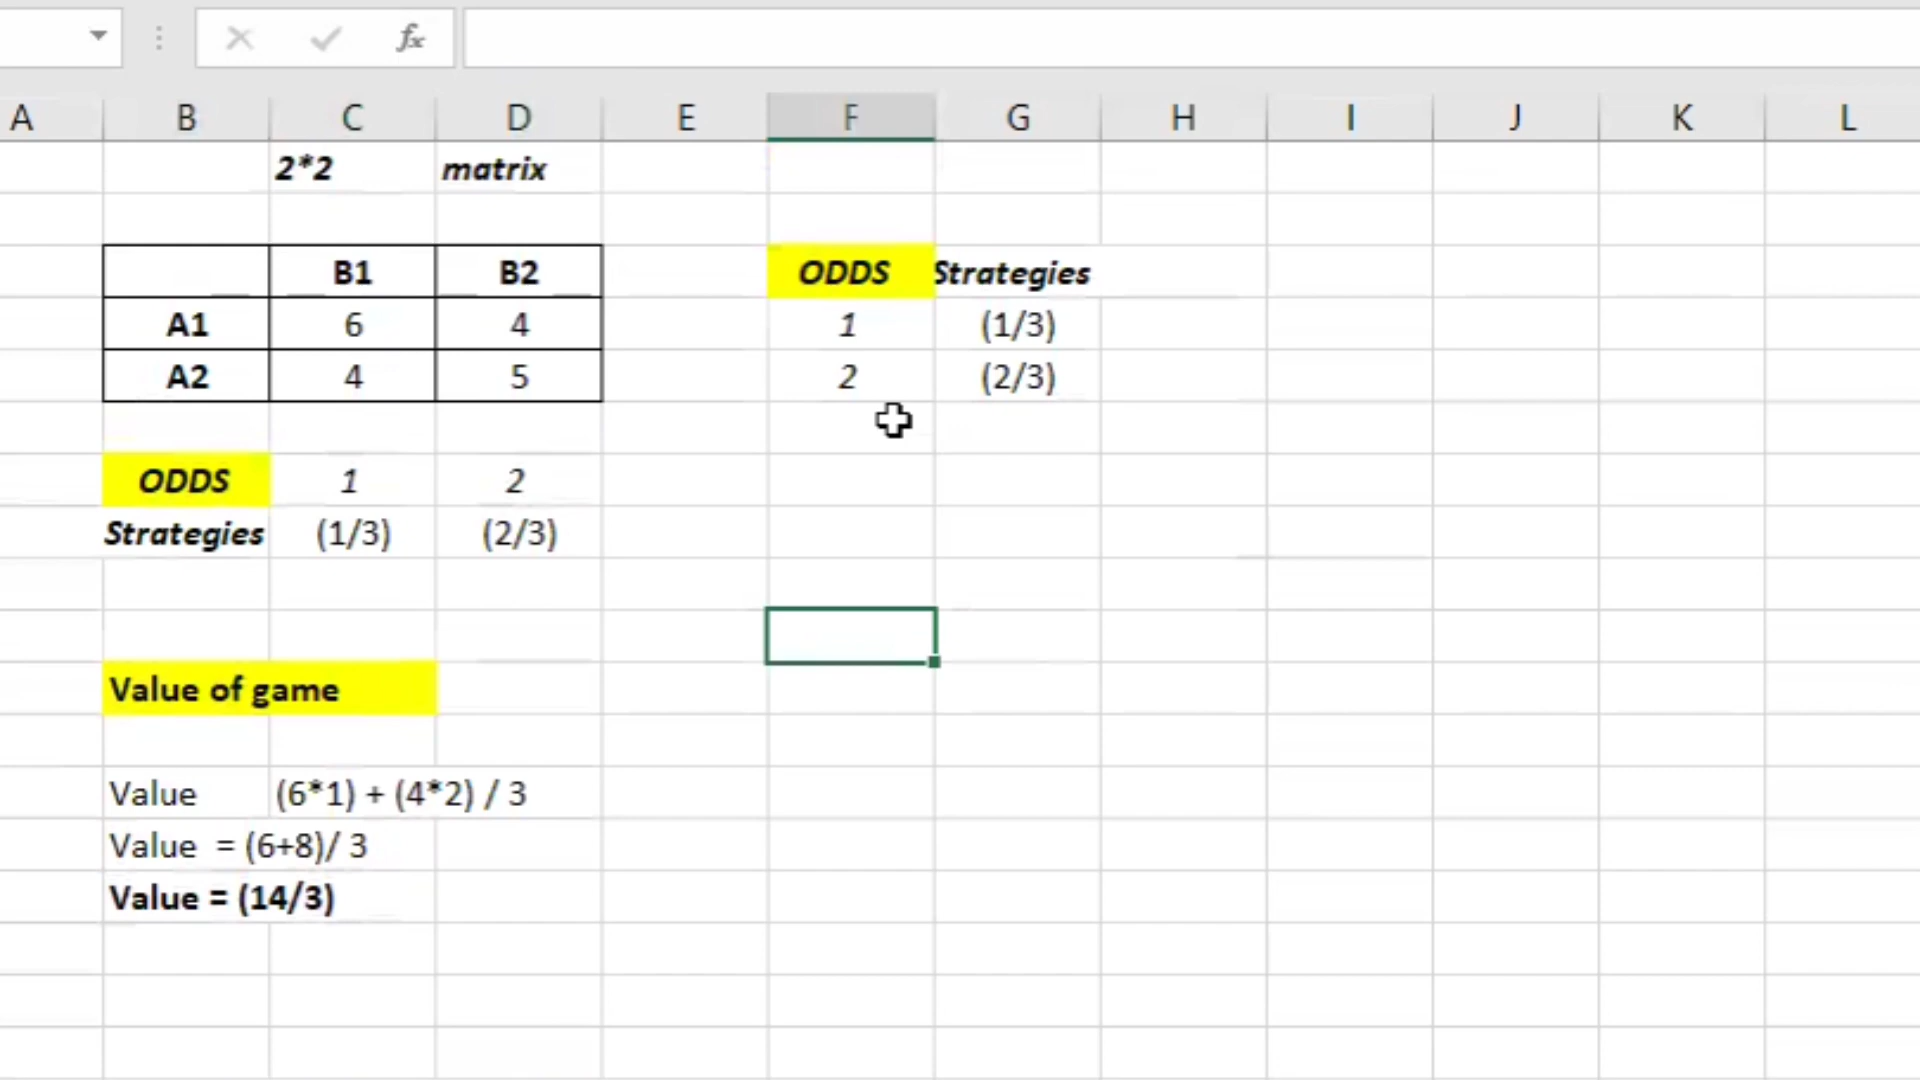 fx
A B C D E F G H I J K L
2*2 matrix
B1 B2 ODDS Strategies
A1 6 4 1 (1/3)
A2 4 5 2 (2/3)
ODDS 1 2
Strategies (1/3) (2/3)
Value of game
Value (6*1) + (4*2) / 3
Value = (6+8)/ 3
Value = (14/3)